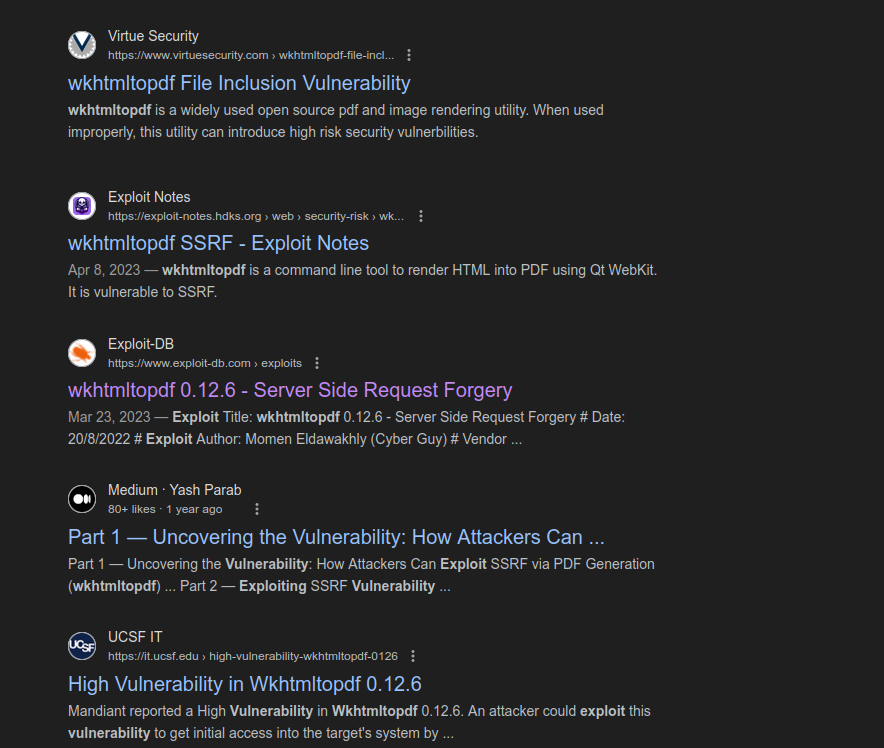 Virtue Security
https://www.virtuesecurity.com › wkhtmltopdf-file-incl...
wkhtmltopdf File Inclusion Vulnerability
wkhtmltopdf is a widely used open source pdf and image rendering utility. When used
improperly, this utility can introduce high risk security vulnerbilities.
Exploit Notes
https://exploit-notes.hdks.org › web › security-risk › wk...
wkhtmltopdf SSRF - Exploit Notes
Apr 8, 2023 — wkhtmltopdf is a command line tool to render HTML into PDF using Qt WebKit.
It is vulnerable to SSRF.
Exploit-DB
https://www.exploit-db.com › exploits
wkhtmltopdf 0.12.6 - Server Side Request Forgery
Mar 23, 2023 — Exploit Title: wkhtmltopdf 0.12.6 - Server Side Request Forgery # Date:
20/8/2022 # Exploit Author: Momen Eldawakhly (Cyber Guy) # Vendor ...
Medium · Yash Parab
80+ likes · 1 year ago
Part 1 — Uncovering the Vulnerability: How Attackers Can ...
Part 1 — Uncovering the Vulnerability: How Attackers Can Exploit SSRF via PDF Generation
(wkhtmltopdf) ... Part 2 — Exploiting SSRF Vulnerability ...
UCSF
UCSF IT
https://it.ucsf.edu › high-vulnerability-wkhtmltopdf-0126
High Vulnerability in Wkhtmltopdf 0.12.6
Mandiant reported a High Vulnerability in Wkhtmltopdf 0.12.6. An attacker could exploit this
vulnerability to get initial access into the target's system by ...